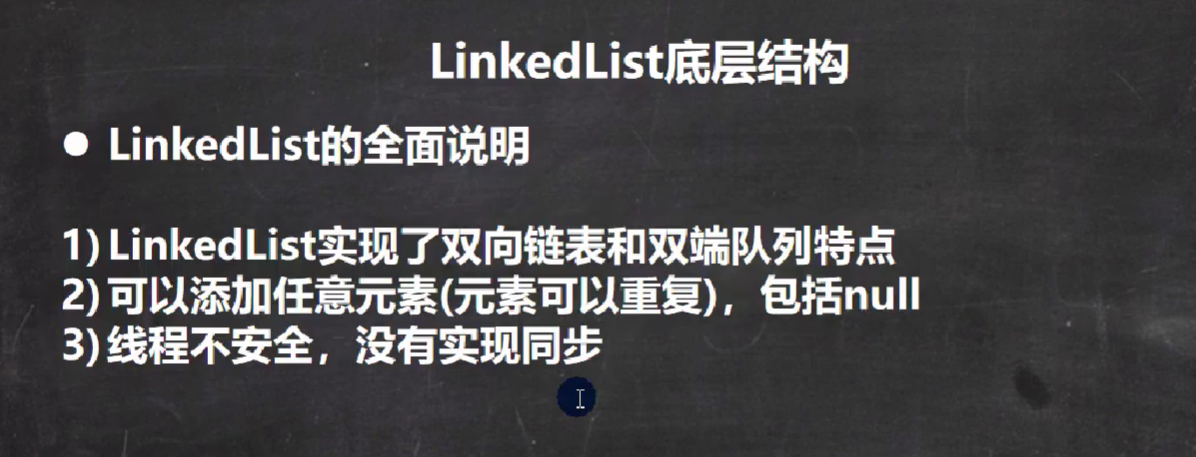 LinkedList底层结构
● LinkedList的全面说明
1) LinkedList实现了双向链表和双端队列特点
2) 可以添加任意元素(元素可以重复)，包括null
3) 线程不安全，没有实现同步